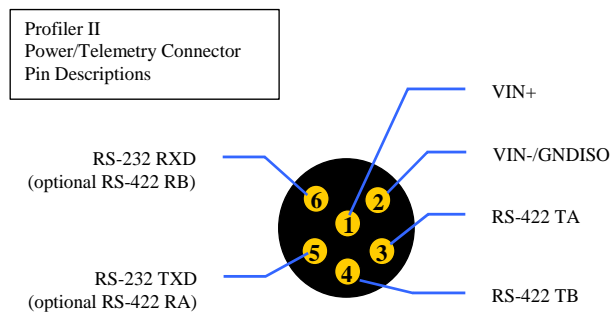 Profiler II
Power/Telemetry Connector
Pin Descriptions
VIN+
VIN-/GNDISO
RS-232 RXD
(optional RS-422 RB)
6
2
1
RS-422 TA
5
3
4
RS-232 TXD
(optional RS-422 RA)
RS-422 TB